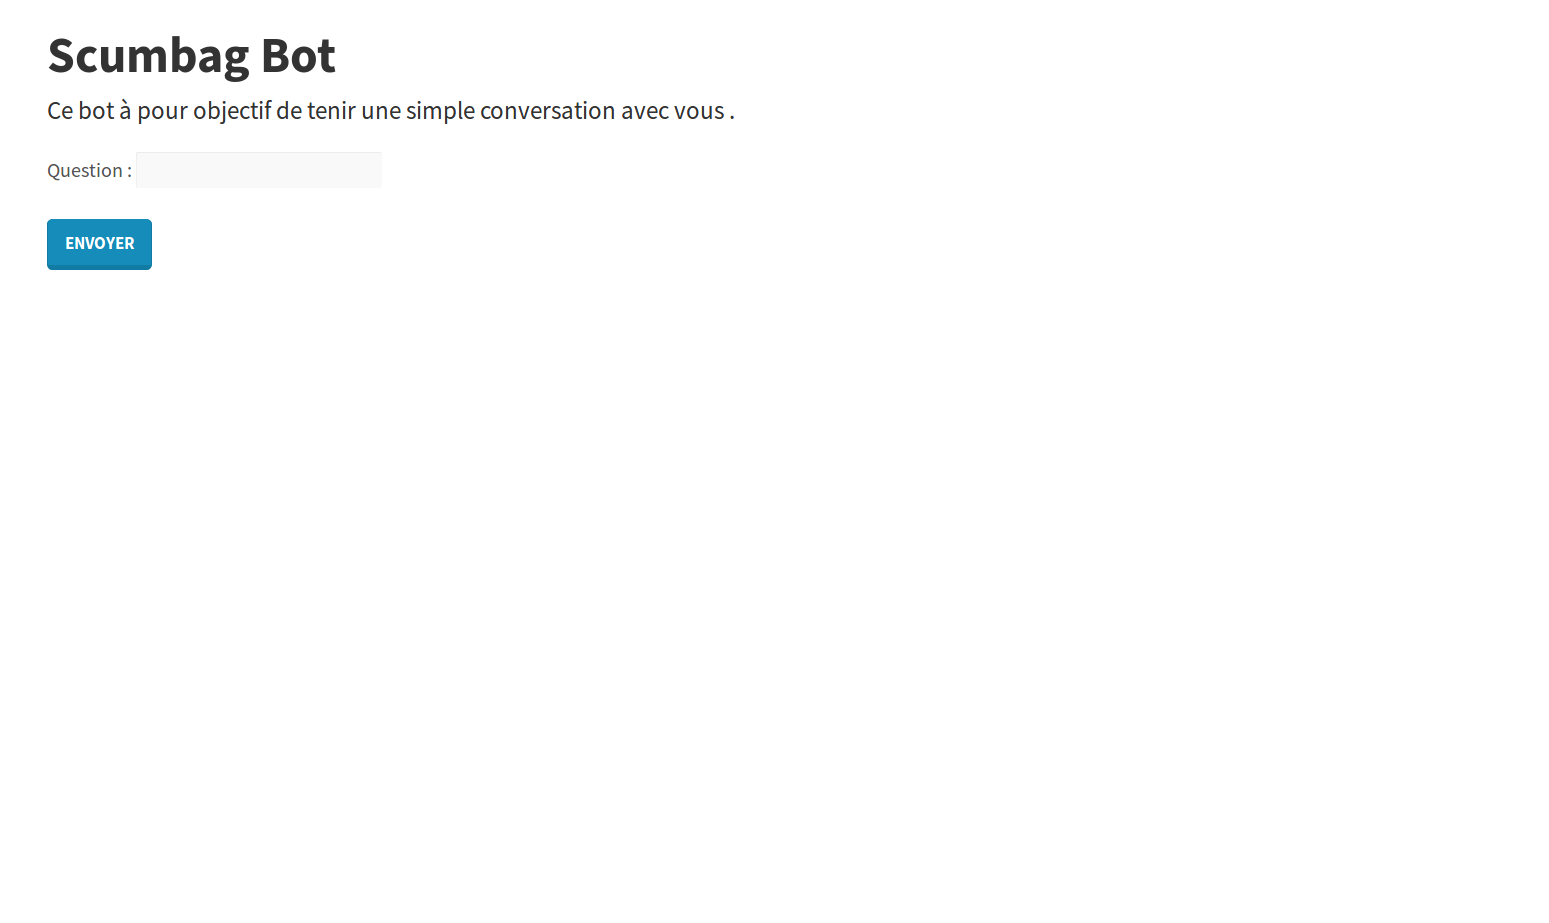 Scumbag Bot
Ce bot à pour objectif de tenir une simple conversation avec vous .
Question :
ENVOYER